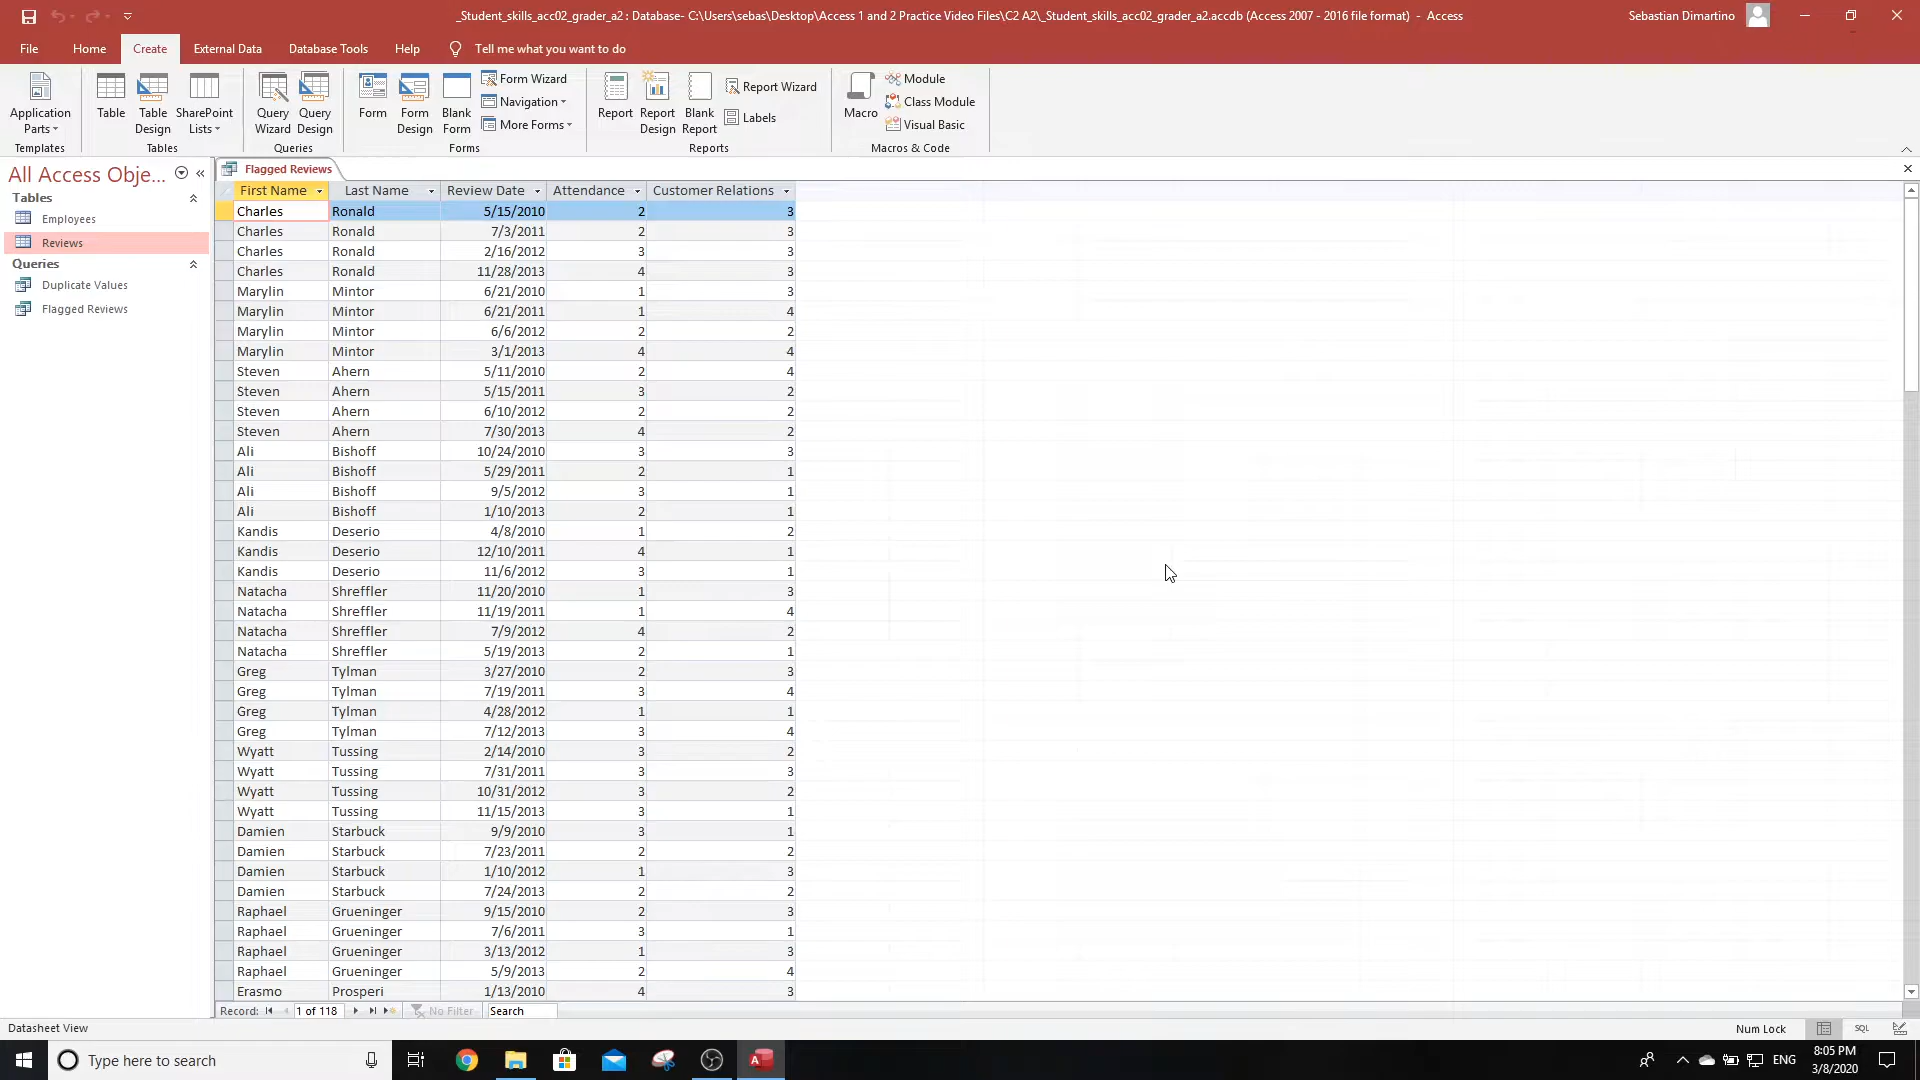 _Student_skills_acc02_grader_a2 : Database- C:\Users\sebas\Desktop\Access 1 and 2 Practice Video Files\C2 A2\_Student_skills_acc02_grader_a2.accdb (Access 2007 - 2016 file format) - Access
Sebastian Dimartino
File Home Create External Data Database Tools Help Tell me what you want to do
Application Parts
Templates
Table
Table Design
SharePoint Lists
Tables
Query Wizard
Query Design
Queries
Form
Form Design
Blank Form
Form Wizard
Navigation
More Forms
Forms
Report
Report Design
Blank Report
Report Wizard
Labels
Reports
Macro
Module
Class Module
Visual Basic
Macros & Code
All Access Obje...
Tables
Employees
Reviews
Queries
Duplicate Values
Flagged Reviews
Flagged Reviews
First Name Last Name Review Date Attendance Customer Relations
Charles Ronald 5/15/2010 2 3
Charles Ronald 7/3/2011 2 3
Charles Ronald 2/16/2012 3 3
Charles Ronald 11/28/2013 4 3
Marylin Mintor 6/21/2010 1 3
Marylin Mintor 6/21/2011 1 4
Marylin Mintor 6/6/2012 2 2
Marylin Mintor 3/1/2013 4 4
Steven Ahern 5/11/2010 2 4
Steven Ahern 5/15/2011 3 2
Steven Ahern 6/10/2012 2 2
Steven Ahern 7/30/2013 4 2
Ali Bishoff 10/24/2010 3 3
Ali Bishoff 5/29/2011 2 1
Ali Bishoff 9/5/2012 3 1
Ali Bishoff 1/10/2013 2 1
Kandis Deserio 4/8/2010 1 2
Kandis Deserio 12/10/2011 4 1
Kandis Deserio 11/6/2012 3 1
Natacha Shreffler 11/20/2010 1 3
Natacha Shreffler 11/19/2011 1 4
Natacha Shreffler 7/9/2012 4 2
Natacha Shreffler 5/19/2013 2 1
Greg Tylman 3/27/2010 2 3
Greg Tylman 7/19/2011 3 4
Greg Tylman 4/28/2012 1 1
Greg Tylman 7/12/2013 3 4
Wyatt Tussing 2/14/2010 3 2
Wyatt Tussing 7/31/2011 3 3
Wyatt Tussing 10/31/2012 3 2
Wyatt Tussing 11/15/2013 3 1
Damien Starbuck 9/9/2010 3 1
Damien Starbuck 7/23/2011 2 2
Damien Starbuck 1/10/2012 1 3
Damien Starbuck 7/24/2013 2 2
Raphael Grueninger 9/15/2010 2 3
Raphael Grueninger 7/6/2011 3 1
Raphael Grueninger 3/13/2012 1 3
Raphael Grueninger 5/9/2013 2 4
Erasmo Prosperi 1/13/2010 4 3
Record: 1 of 118 No Filter Search
Datasheet View
Num Lock
SQL
Type here to search
ENG
8:05 PM
3/8/2020